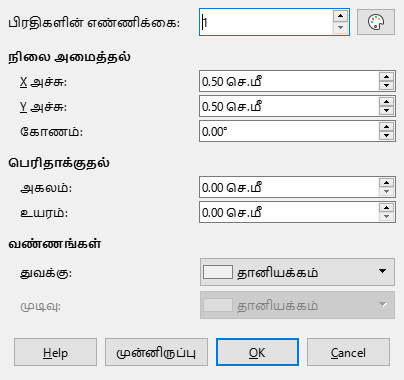 பிரதிகளின் எண்ணிக்கை: 1
நிலை அமைத்தல்
X அச்சு: 0.50 செ.மீ
Y அச்சு: 0.50 செ.மீ
கோணம்: 0.00°
பெரிதாக்குதல்
அகலம்: 0.00 செ.மீ
உயரம்: 0.00 செ.மீ
வண்ணங்கள்
துவக்கு: தானியக்கம்
முடிவு: தானியக்கம்
Help முன்னிருப்பு OK Cancel